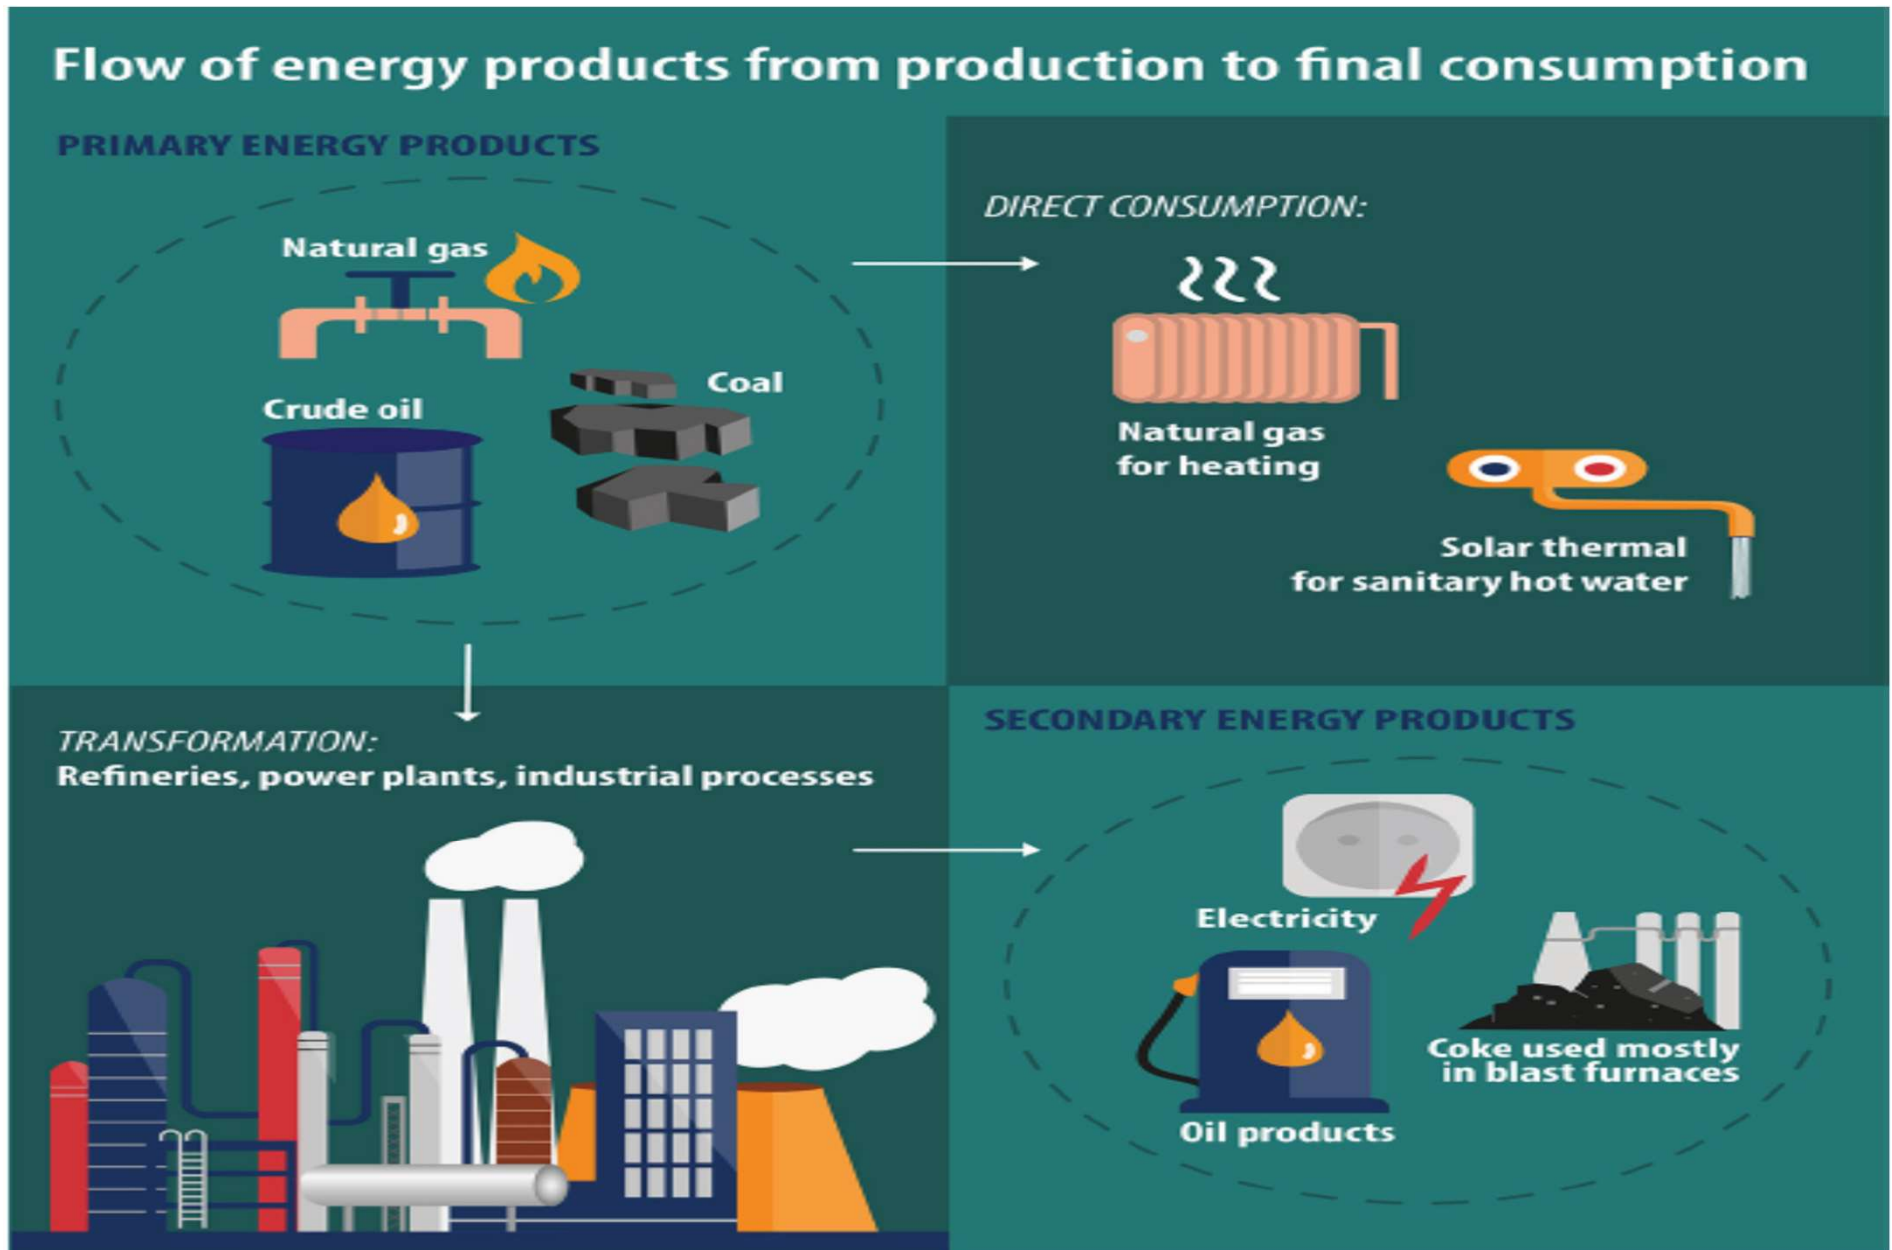 Flow of energy products from production to final consumption
PRIMARY ENERGY PRODUCTS
Natural gas
Coal
Crude oil
DIRECT CONSUMPTION:
Natural gas
for heating
Solar thermal
for sanitary hot water
TRANSFORMATION:
Refineries, power plants, industrial processes
SECONDARY ENERGY PRODUCTS
Electricity
Coke used mostly
in blast furnaces
Oil products